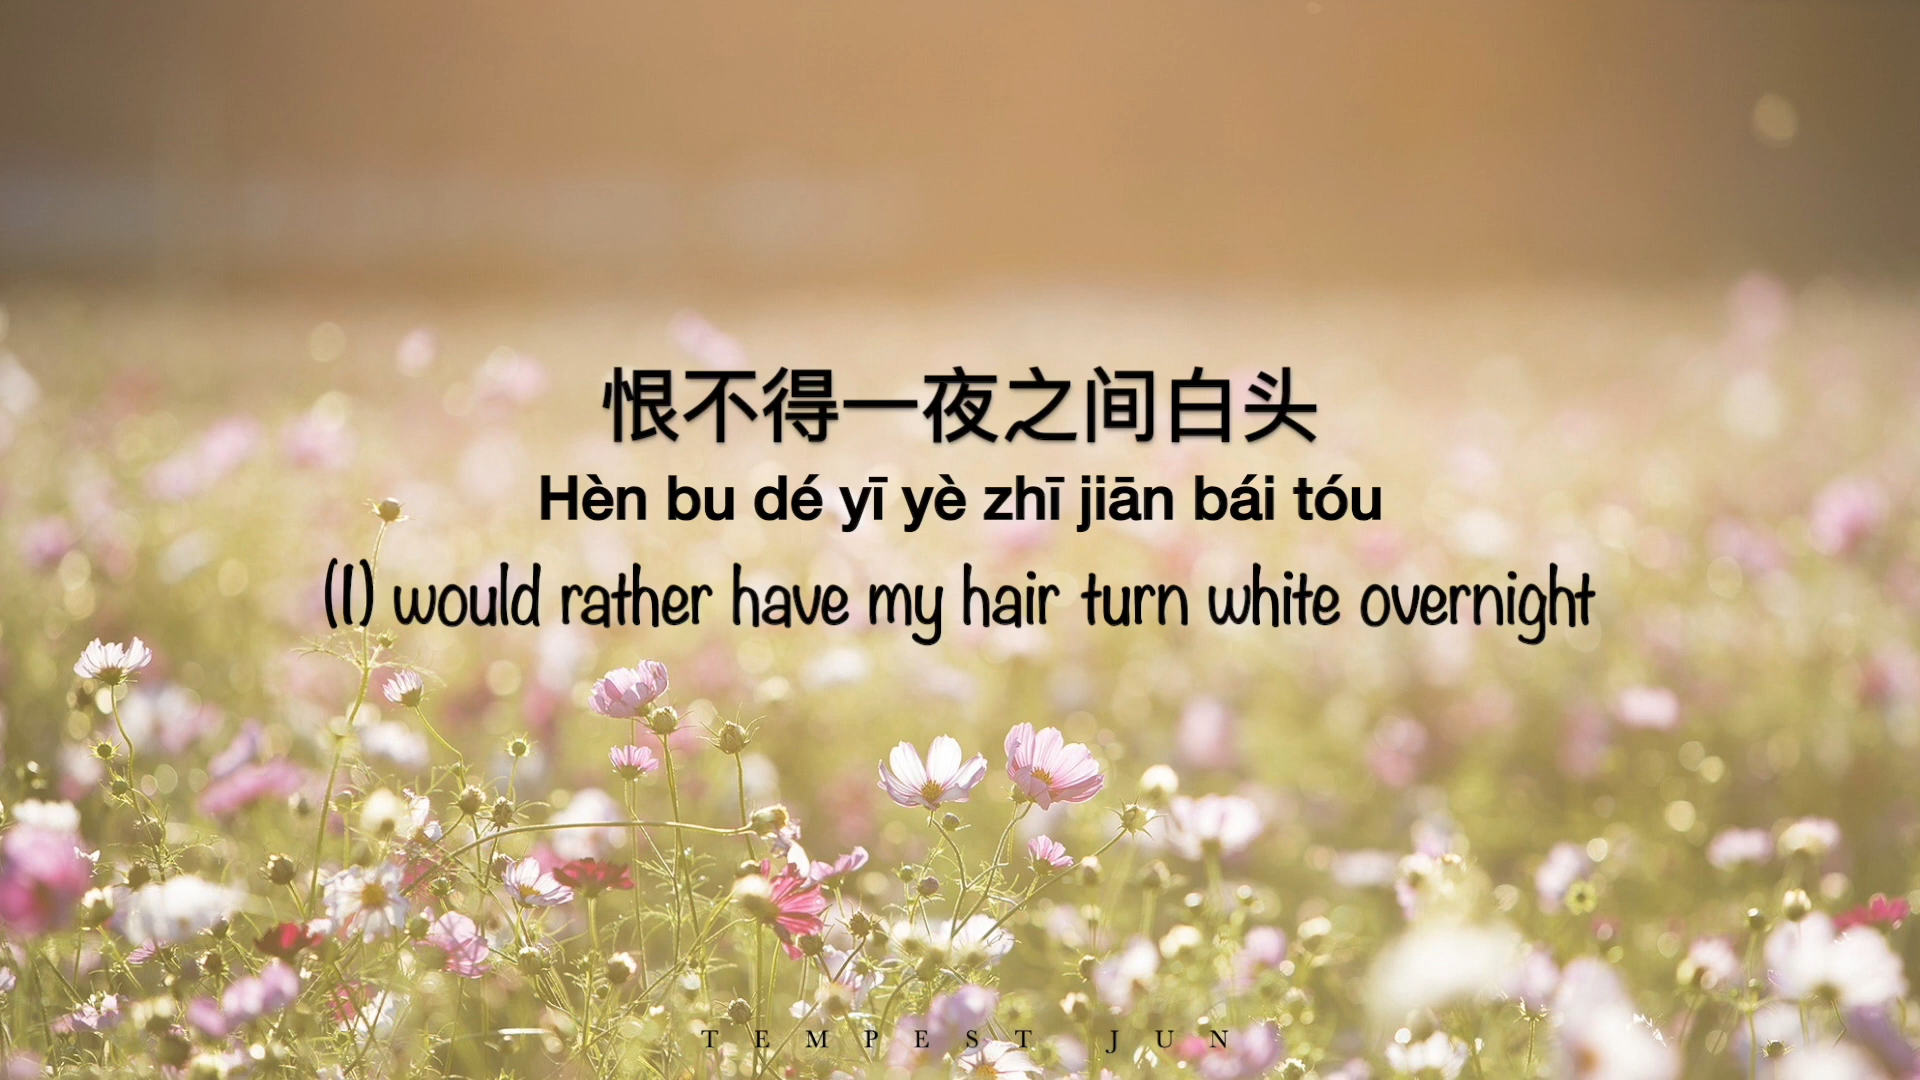 恨不得一夜之间白头
Hèn bu dé yī yè zhī jiān bái tóu
(I) would rather have my hair turn white overnight
TEMPEST JUN